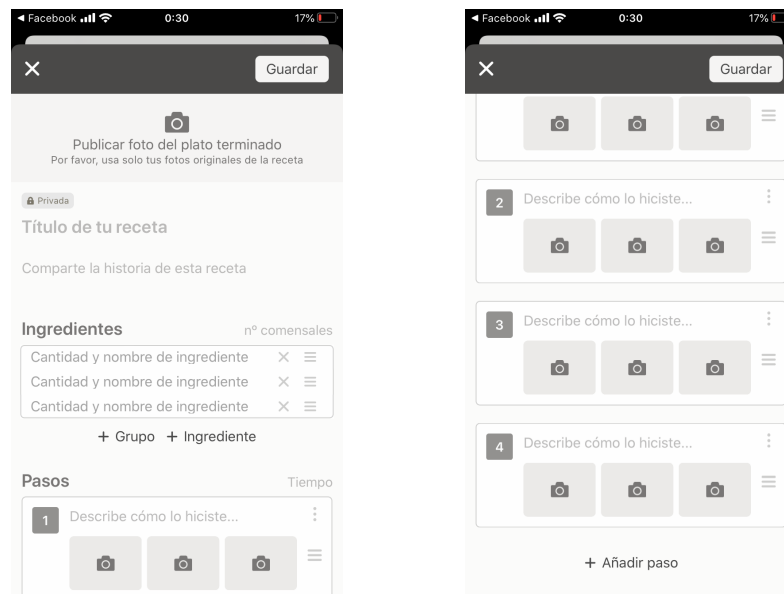 Facebook 0:30 17%
Guardar
Publicar foto del plato terminado
Por favor, usa solo tus fotos originales de la receta
Privada
Título de tu receta
Comparte la historia de esta receta
Ingredientes nº comensales
Cantidad y nombre de ingrediente
Cantidad y nombre de ingrediente
Cantidad y nombre de ingrediente
+ Grupo + Ingrediente
Pasos Tiempo
1 Describe cómo lo hiciste...
Facebook 0:30 17%
Guardar
2 Describe cómo lo hiciste...
3 Describe cómo lo hiciste...
4 Describe cómo lo hiciste...
+ Añadir paso